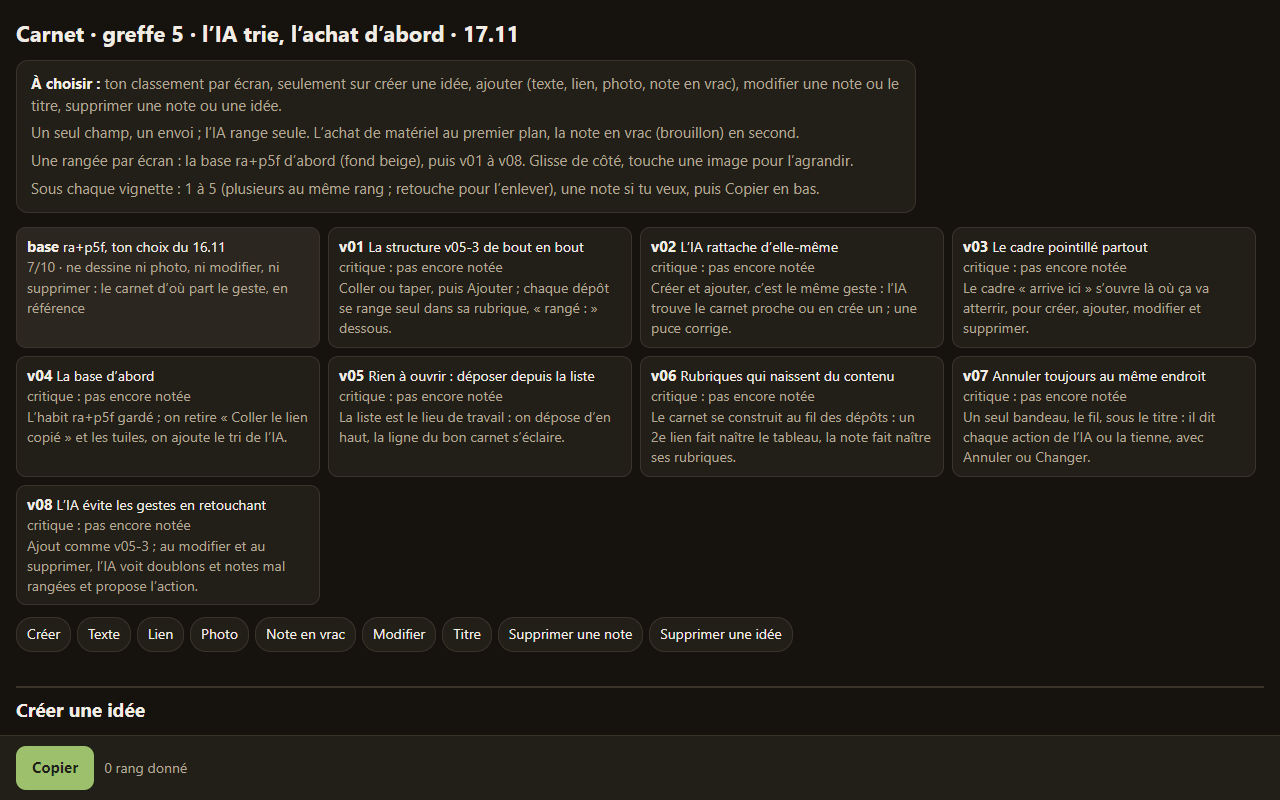 Carnet · greffe 5 · l’IA trie, l’achat d’abord · 17.11
À choisir : ton classement par écran, seulement sur créer une idée, ajouter (texte, lien, photo, note en vrac), modifier une note ou le
titre, supprimer une note ou une idée.
Un seul champ, un envoi ; l’IA range seule. L’achat de matériel au premier plan, la note en vrac (brouillon) en second.
Une rangée par écran : la base ra+p5f d’abord (fond beige), puis v01 à v08. Glisse de côté, touche une image pour l’agrandir.
Sous chaque vignette : 1 à 5 (plusieurs au même rang ; retouche pour l’enlever), une note si tu veux, puis Copier en bas.
base ra+p5f, ton choix du 16.11
7/10 · ne dessine ni photo, ni modifier, ni
supprimer : le carnet d’où part le geste, en
référence
v01 La structure v05-3 de bout en bout
critique : pas encore notée
Coller ou taper, puis Ajouter ; chaque dépôt
se range seul dans sa rubrique, « rangé : »
dessous.
v02 L’IA rattache d’elle-même
critique : pas encore notée
Créer et ajouter, c’est le même geste : l’IA
trouve le carnet proche ou en crée un ; une
puce corrige.
v03 Le cadre pointillé partout
critique : pas encore notée
Le cadre « arrive ici » s’ouvre là où ça va
atterrir, pour créer, ajouter, modifier et
supprimer.
v04 La base d’abord
critique : pas encore notée
L’habit ra+p5f gardé ; on retire « Coller le lien
copié » et les tuiles, on ajoute le tri de l’IA.
v05 Rien à ouvrir : déposer depuis la liste
critique : pas encore notée
La liste est le lieu de travail : on dépose d’en
haut, la ligne du bon carnet s’éclaire.
v06 Rubriques qui naissent du contenu
critique : pas encore notée
Le carnet se construit au fil des dépôts : un
2e lien fait naître le tableau, la note fait naître
ses rubriques.
v07 Annuler toujours au même endroit
critique : pas encore notée
Un seul bandeau, le fil, sous le titre : il dit
chaque action de l’IA ou la tienne, avec
Annuler ou Changer.
v08 L’IA évite les gestes en retouchant
critique : pas encore notée
Ajout comme v05-3 ; au modifier et au
supprimer, l’IA voit doublons et notes mal
rangées et propose l’action.
Créer Texte Lien Photo Note en vrac Modifier Titre Supprimer une note Supprimer une idée
Créer une idée
Copier 0 rang donné